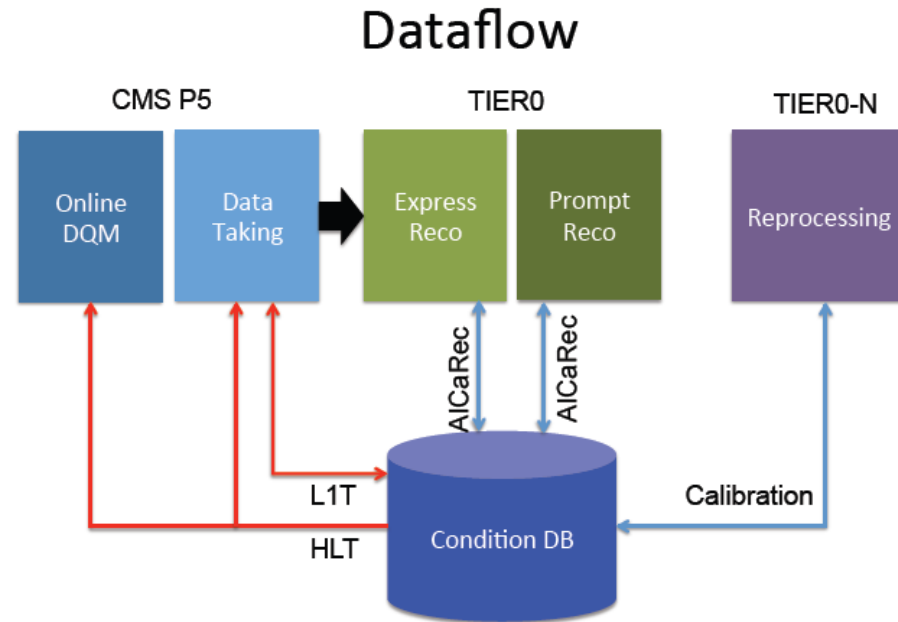 Dataflow
CMS P5
TIER0
TIER0-N
Online
DQM
Data
Taking
Express
Reco
Prompt
Reco
Reprocessing
AlCaRec
AlCaRec
L1T
HLT
Calibration
Condition DB